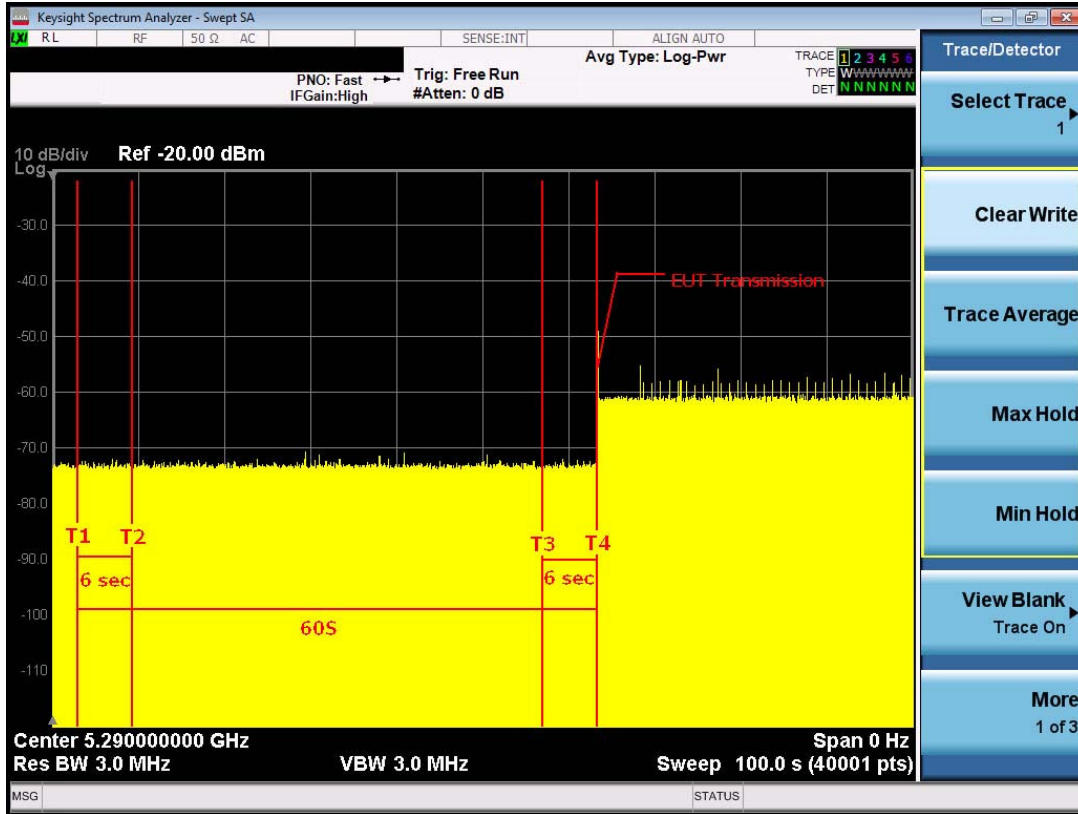 Keysight Spectrum Analyzer - Swept SA
LXI RL RF 50 Ω AC SENSE:INT ALIGN AUTO
Avg Type: Log-Pwr
TRACE 1 2 3 4 5 6
TYPE WWWWWW
DET N N N N N N
PNO: Fast
IFGain:High
Trig: Free Run
#Atten: 0 dB
10 dB/div Ref -20.00 dBm
Log
-30.0
-40.0
-50.0
-60.0
-70.0
-80.0
-90.0
-100
-110
EUT Transmission
T1 T2 T3 T4
6 sec 6 sec
60S
Center 5.290000000 GHz Span 0 Hz
Res BW 3.0 MHz VBW 3.0 MHz Sweep 100.0 s (40001 pts)
MSG STATUS
Trace/Detector
Select Trace
1
Clear Write
Trace Average
Max Hold
Min Hold
View Blank
Trace On
More
1 of 3